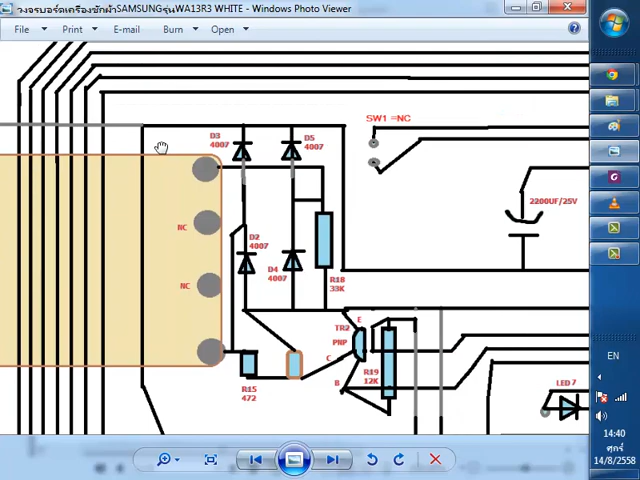 วงจรบอร์ดเครื่องซักผ้าSAMSUNGรุ่นWA13R3 WHITE - Windows Photo Viewer
File Print E-mail Burn Open
SW1 =NC
D3
4007
D5
4007
2200UF/25V
NC
D2
4007
D4
4007
NC
R18
33K
E
TR2
PNP
C
R19
12K
B
R15
472
LED 7
EN
14:40
ศุกร์
14/8/2558